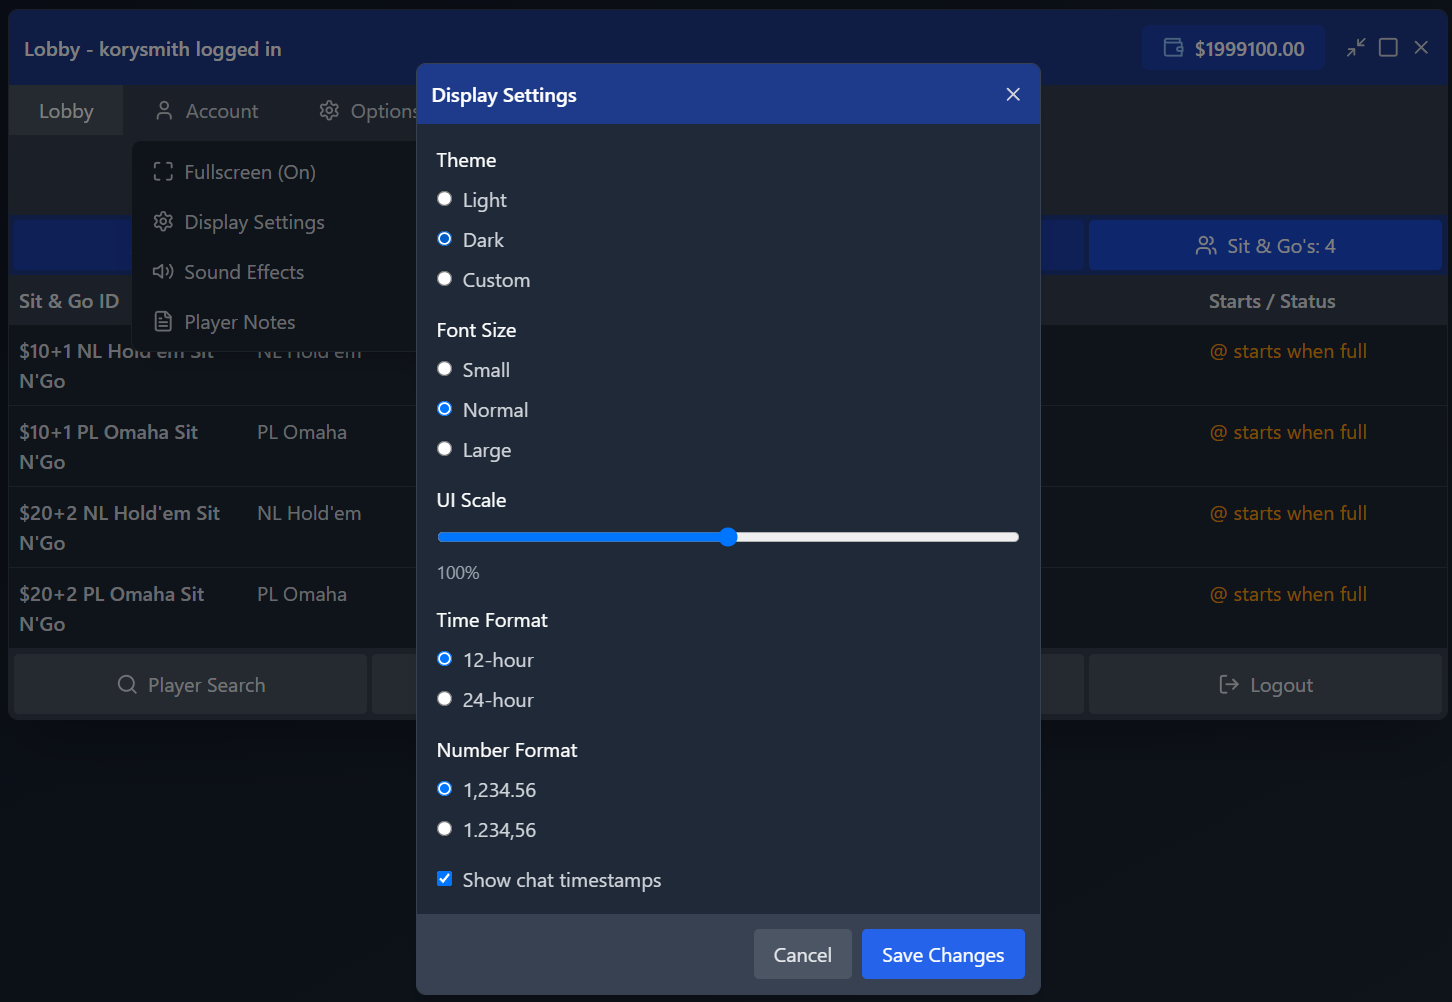 Lobby - korysmith logged in
$1999100.00
Lobby
Account
Options
Fullscreen (On)
Display Settings
Sound Effects
Player Notes
Sit & Go's: 4
Sit & Go ID
Starts / Status
$10+1 NL Hold'em Sit
N'Go
NL Hold'em
@ starts when full
$10+1 PL Omaha Sit
N'Go
PL Omaha
@ starts when full
$20+2 NL Hold'em Sit
N'Go
NL Hold'em
@ starts when full
$20+2 PL Omaha Sit
N'Go
PL Omaha
@ starts when full
Player Search
Logout
Display Settings
Theme
Light
Dark
Custom
Font Size
Small
Normal
Large
UI Scale
100%
Time Format
12-hour
24-hour
Number Format
1,234.56
1.234,56
Show chat timestamps
Cancel
Save Changes